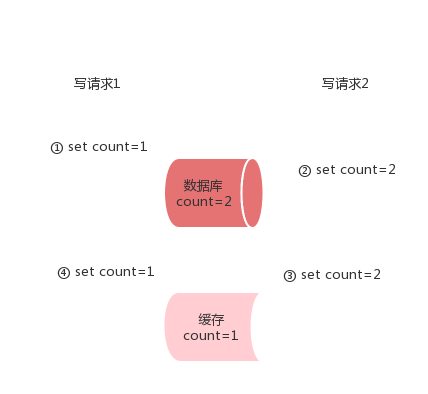 写请求1
写请求2
① set count=1
② set count=2
数据库
count=2
④ set count=1
③ set count=2
缓存
count=1